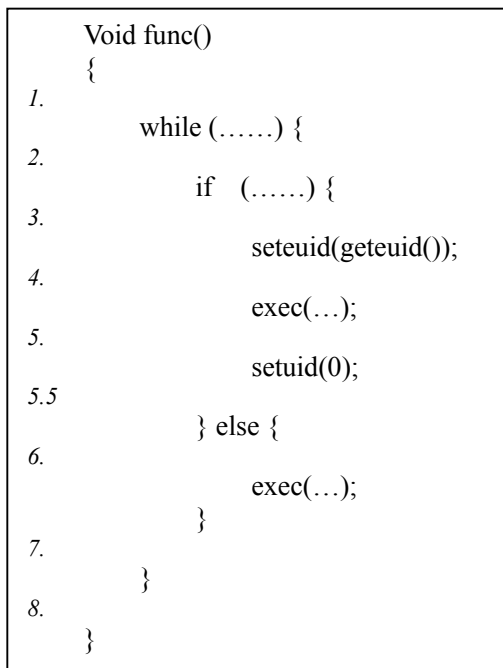 Void func()
{
1.
while (……) {
2.
if (……) {
3.
seteuid(geteuid());
4.
exec(…);
5.
setuid(0);
5.5
} else {
6.
exec(…);
}
7.
}
8.
}